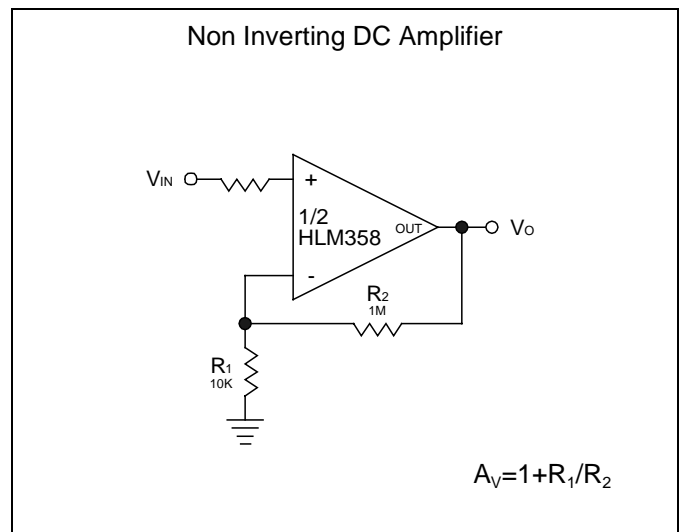 Non Inverting DC Amplifier
VIN
+
1/2
HLM358
OUT
VO
-
R2
1M
R1
10K
AV=1+R1/R2